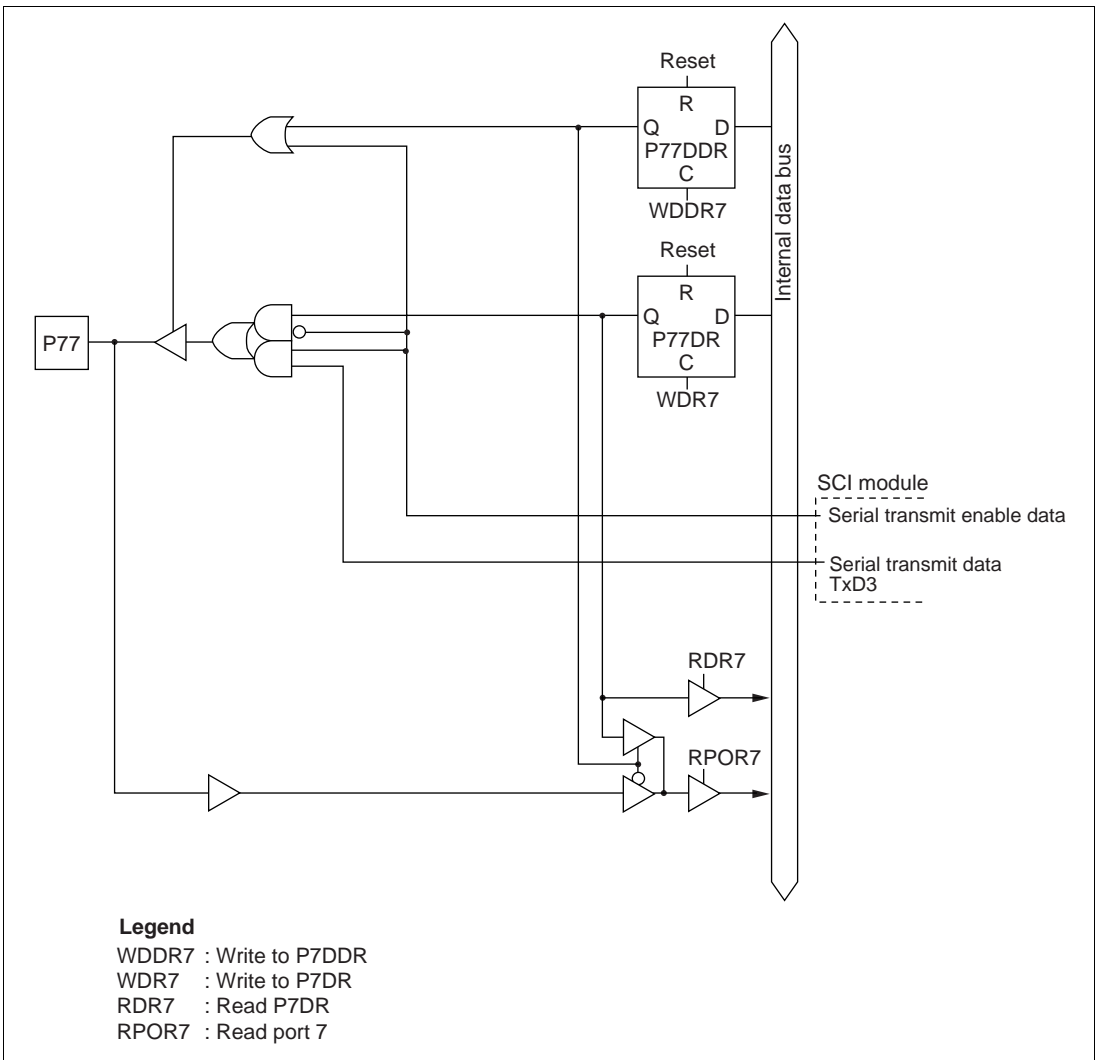 Reset
R
Q D
P77DDR
C
WDDR7
Internal data bus
Reset
R
Q D
P77DR
C
WDR7
P77
SCI module
Serial transmit enable data
Serial transmit data
TxD3
RDR7
RPOR7
Legend
WDDR7 : Write to P7DDR
WDR7 : Write to P7DR
RDR7 : Read P7DR
RPOR7 : Read port 7